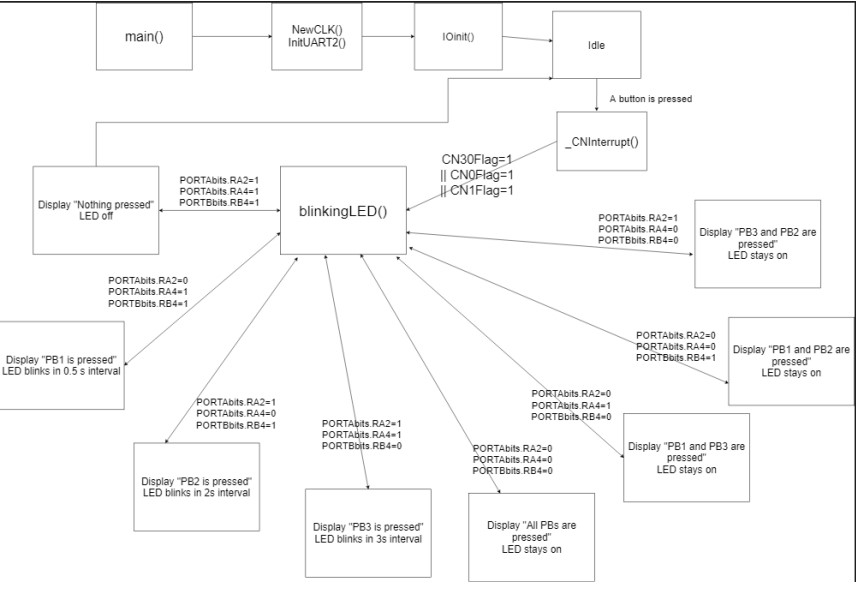 main()
NewCLK()
InitUART2()
IOinit()
Idle
A button is pressed
_CNInterrupt()
CN30Flag=1
|| CN0Flag=1
|| CN1Flag=1
blinkingLED()
PORTAbits.RA2=1
PORTAbits.RA4=1
PORTBbits.RB4=1
Display "Nothing pressed"
LED off
PORTAbits.RA2=1
PORTAbits.RA4=0
PORTBbits.RB4=0
Display "PB3 and PB2 are
pressed"
LED stays on
PORTAbits.RA2=0
PORTAbits.RA4=1
PORTBbits.RB4=1
Display "PB1 is pressed"
LED blinks in 0.5 s interval
PORTAbits.RA2=0
PORTAbits.RA4=0
PORTBbits.RB4=1
Display "PB1 and PB2 are
pressed"
LED stays on
PORTAbits.RA2=1
PORTAbits.RA4=0
PORTBbits.RB4=1
Display "PB2 is pressed"
LED blinks in 2s interval
PORTAbits.RA2=1
PORTAbits.RA4=1
PORTBbits.RB4=0
Display "PB3 is pressed"
LED blinks in 3s interval
PORTAbits.RA2=0
PORTAbits.RA4=0
PORTBbits.RB4=0
Display "All PBs are
pressed"
LED stays on
PORTAbits.RA2=0
PORTAbits.RA4=1
PORTBbits.RB4=0
Display "PB1 and PB3 are
pressed"
LED stays on